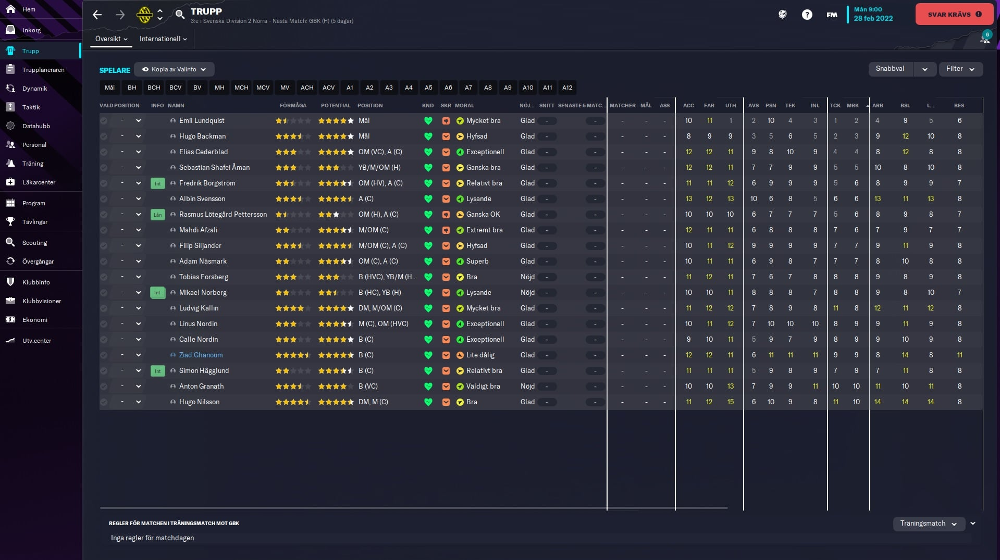 Hem
Inkorg
Trupp
Trupplaneraren
Dynamik
Taktik
Datahubb
Personal
Träning
Läkarcenter
Program
Tävlingar
Scouting
Övergångar
Klubbinfo
Klubbvisioner
Ekonomi
Utv.center
TRUPP
3:e i Svenska Division 2 Norra - Nästa Match: GBK (H) (5 dagar)
FM
Mån 9:00
28 feb 2022
SVAR KRÄVS
Översikt Internationell
6
SPELARE Kopia av Valinfo Snabbval Filter
Mål BH BCH BCV BV MH MCH MCV MV ACH ACV A1 A2 A3 A4 A5 A6 A7 A8 A9 A10 A11 A12
VALD POSITION INFO NAMN FÖRMÅGA POTENTIAL POSITION KND SKR MORAL NÖJ... SNITT SENASTE 5 MATC... MATCHER MÅL ASS ACC FAR UTH AVS PSN TEK INL TCK MRK ARB BSL L... BES
- Emil Lundquist Mål Mycket bra Glad - - - - - 10 11 1 2 10 4 3 1 2 4 9 5 6
- Hugo Backman Mål Hyfsad Glad - - - - - 8 9 9 3 5 6 5 2 3 9 12 10 8
- Elias Cederblad OM (VC), A (C) Exceptionell Glad - - - - - 12 12 11 9 8 10 9 4 4 8 12 8 8
- Sebastian Shafei Åman YB/M/OM (H) Ganska bra Glad - - - - - 12 12 11 7 7 9 9 5 5 10 8 10 8
- Int Fredrik Borgström OM (HV), A (C) Relativt bra Glad - - - - - 11 11 12 6 9 9 9 5 6 8 9 9 7
- Albin Svensson A (C) Lysande Glad - - - - - 13 12 13 10 6 8 5 6 6 13 11 13 8
- Lån Rasmus Lötegård Pettersson OM (H), A (C) Ganska OK Glad - - - - - 10 10 10 6 7 7 7 5 6 8 9 8 7
- Mahdi Afzali M/OM (C) Extremt bra Glad - - - - - 12 11 11 6 8 8 8 7 6 7 9 7 7
- Filip Siljander M/OM (C), A (C) Hyfsad Glad - - - - - 10 11 12 9 9 9 9 7 7 9 11 9 8
- Adam Näsmark OM (C), A (C) Superb Glad - - - - - 10 11 11 6 9 8 7 7 7 8 10 8 8
- Tobias Forsberg B (HVC), YB/M (H... Bra Nöjd - - - - - 11 12 11 7 6 7 8 8 8 9 8 9 8
- Int Mikael Norberg B (HC), YB (H) Lysande Nöjd - - - - - 10 10 11 8 8 8 7 8 8 9 8 10 7
- Ludvig Kallin DM, M/OM (C) Mycket bra Glad - - - - - 11 12 12 7 8 9 8 11 8 12 11 12 8
- Linus Nordin M (C), OM (HVC) Exceptionell Glad - - - - - 10 11 12 7 10 10 10 8 9 9 11 9 8
- Calle Nordin B (C) Exceptionell Glad - - - - - 9 10 11 5 9 7 9 8 9 9 10 9 8
- Ziad Ghanoum B (C) Lite dålig Glad - - - - - 12 12 11 6 11 11 11 9 9 8 14 8 11
- Int Simon Hägglund B (C) Relativt bra Glad - - - - - 11 11 11 5 9 8 9 7 9 7 11 8 8
- Anton Granath B (VC) Väldigt bra Nöjd - - - - - 10 10 13 7 9 9 11 10 10 11 10 11 8
- Hugo Nilsson DM, M (C) Bra Glad - - - - - 11 12 15 6 10 9 8 11 10 14 14 14 8
REGLER FÖR MATCHEN I TRÄNINGSMATCH MOT GBK
Träningsmatch
Inga regler för matchdagen